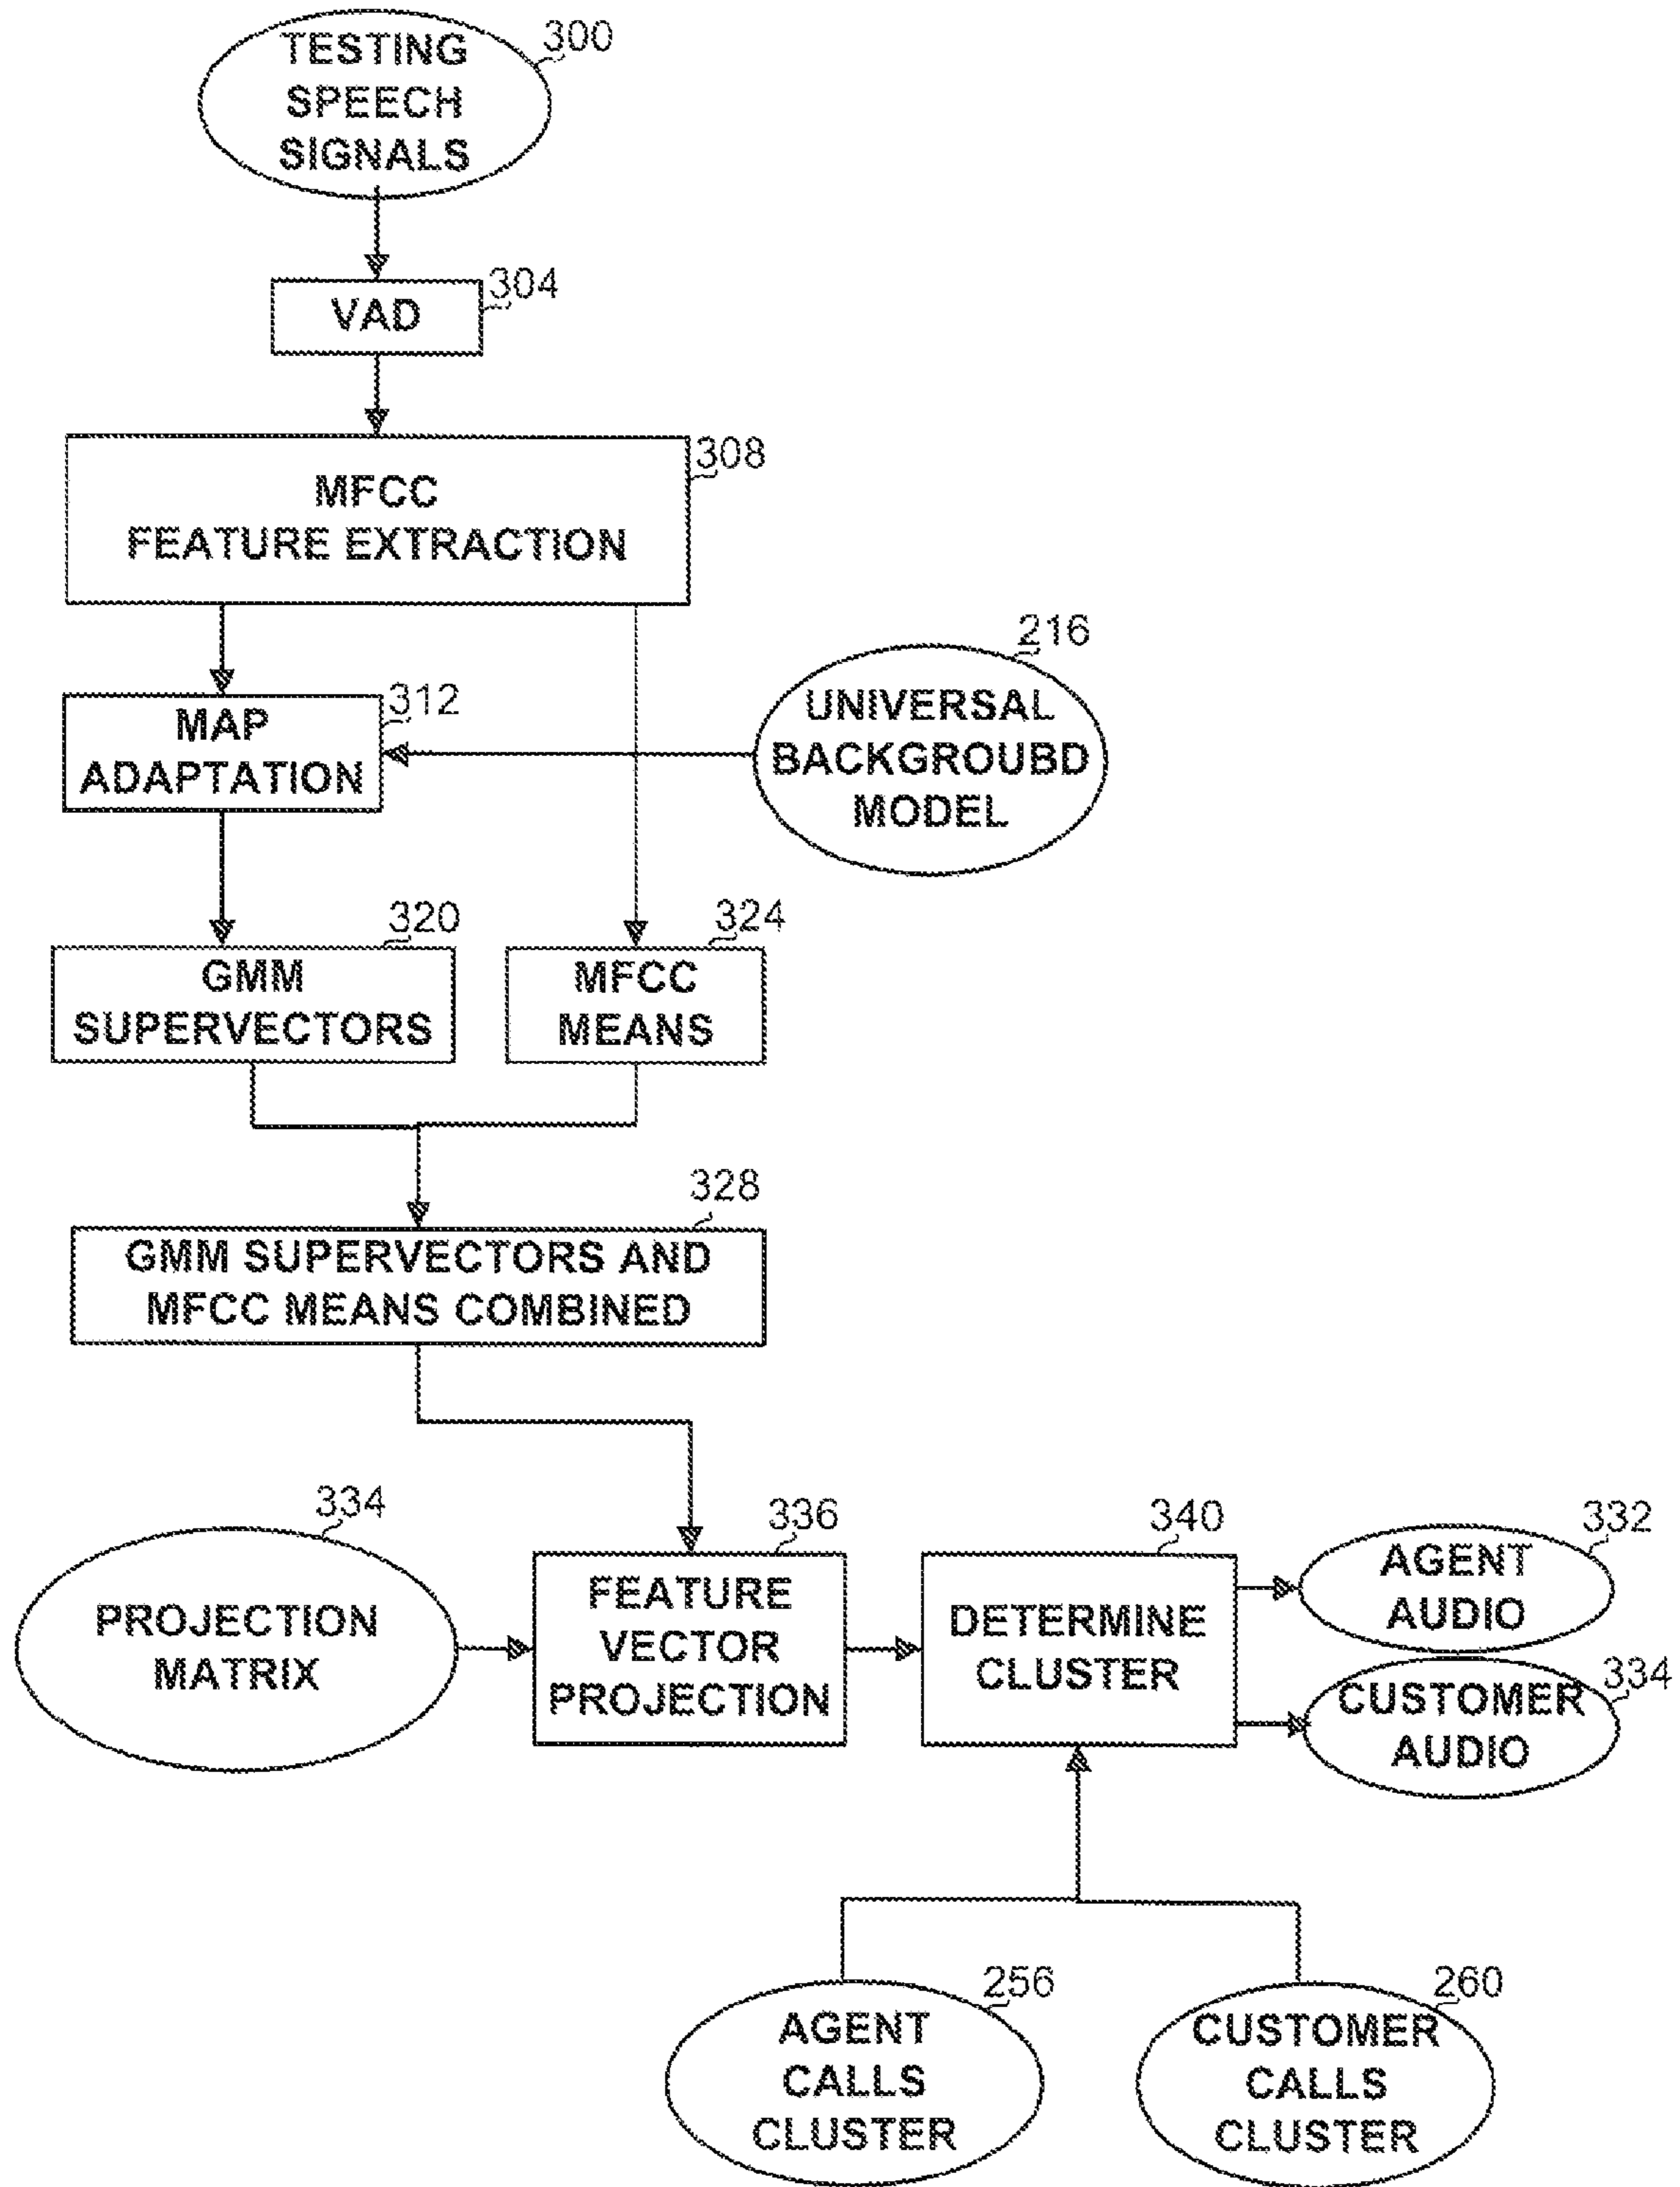 300
TESTING
SPEECH
SIGNALS
304
VAD
308
MFCC
FEATURE EXTRACTION
216
UNIVERSAL
BACKGROUBD
MODEL
312
MAP
ADAPTATION
320
GMM
SUPERVECTORS
324
MFCC
MEANS
328
GMM SUPERVECTORS AND
MFCC MEANS COMBINED
334
PROJECTION
MATRIX
336
FEATURE
VECTOR
PROJECTION
340
DETERMINE
CLUSTER
332
AGENT
AUDIO
334
CUSTOMER
AUDIO
256
AGENT
CALLS
CLUSTER
260
CUSTOMER
CALLS
CLUSTER